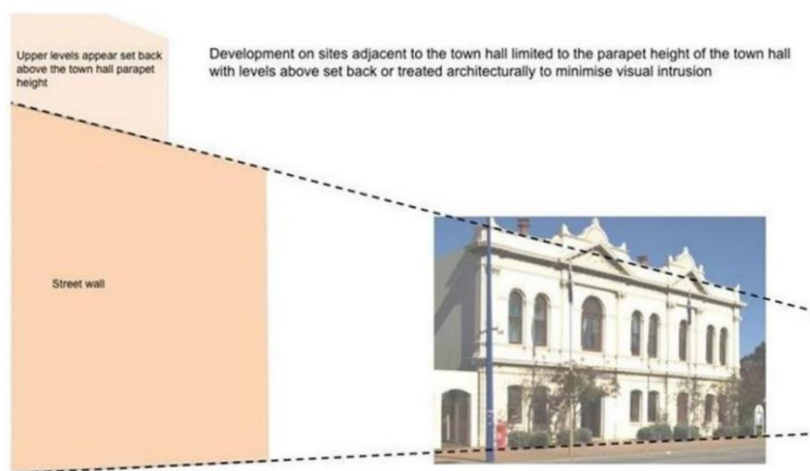 Upper levels appear set back
above the town hall parapet
height
Development on sites adjacent to the town hall limited to the parapet height of the town hall
with levels above set back or treated architecturally to minimise visual intrusion
Street wall